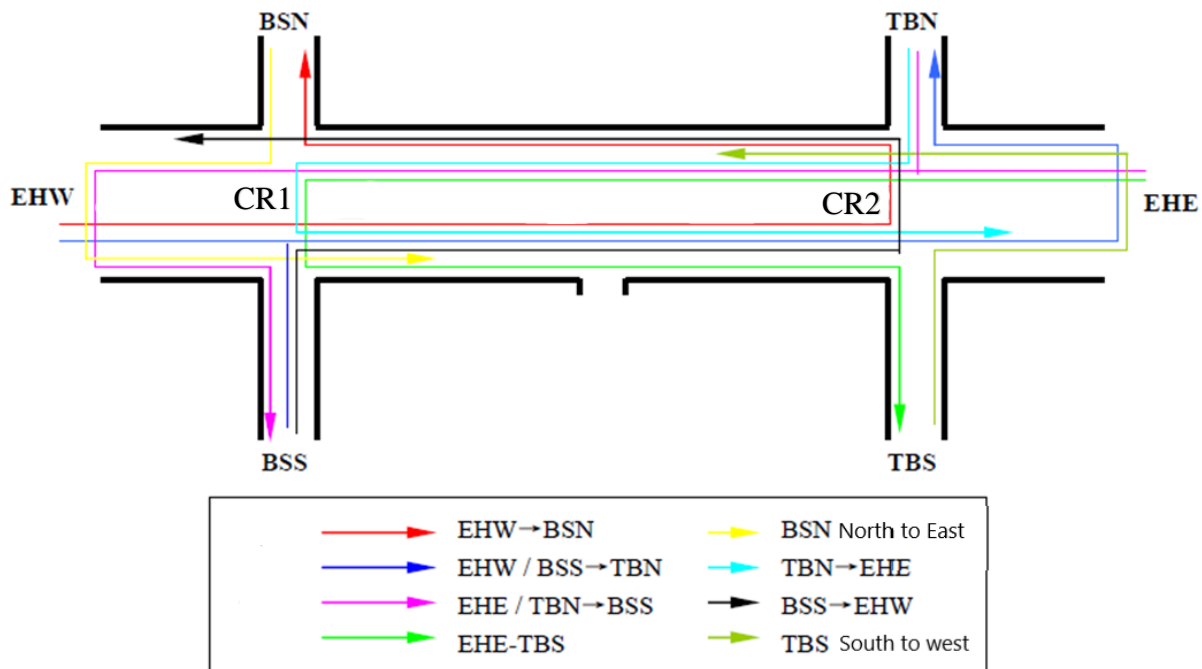 BSN
TBN
EHW
CR1
CR2
EHE
BSS
TBS
EHW→BSN
BSN North to East
EHW / BSS→TBN
TBN→EHE
EHE / TBN→BSS
BSS→EHW
EHE-TBS
TBS South to west